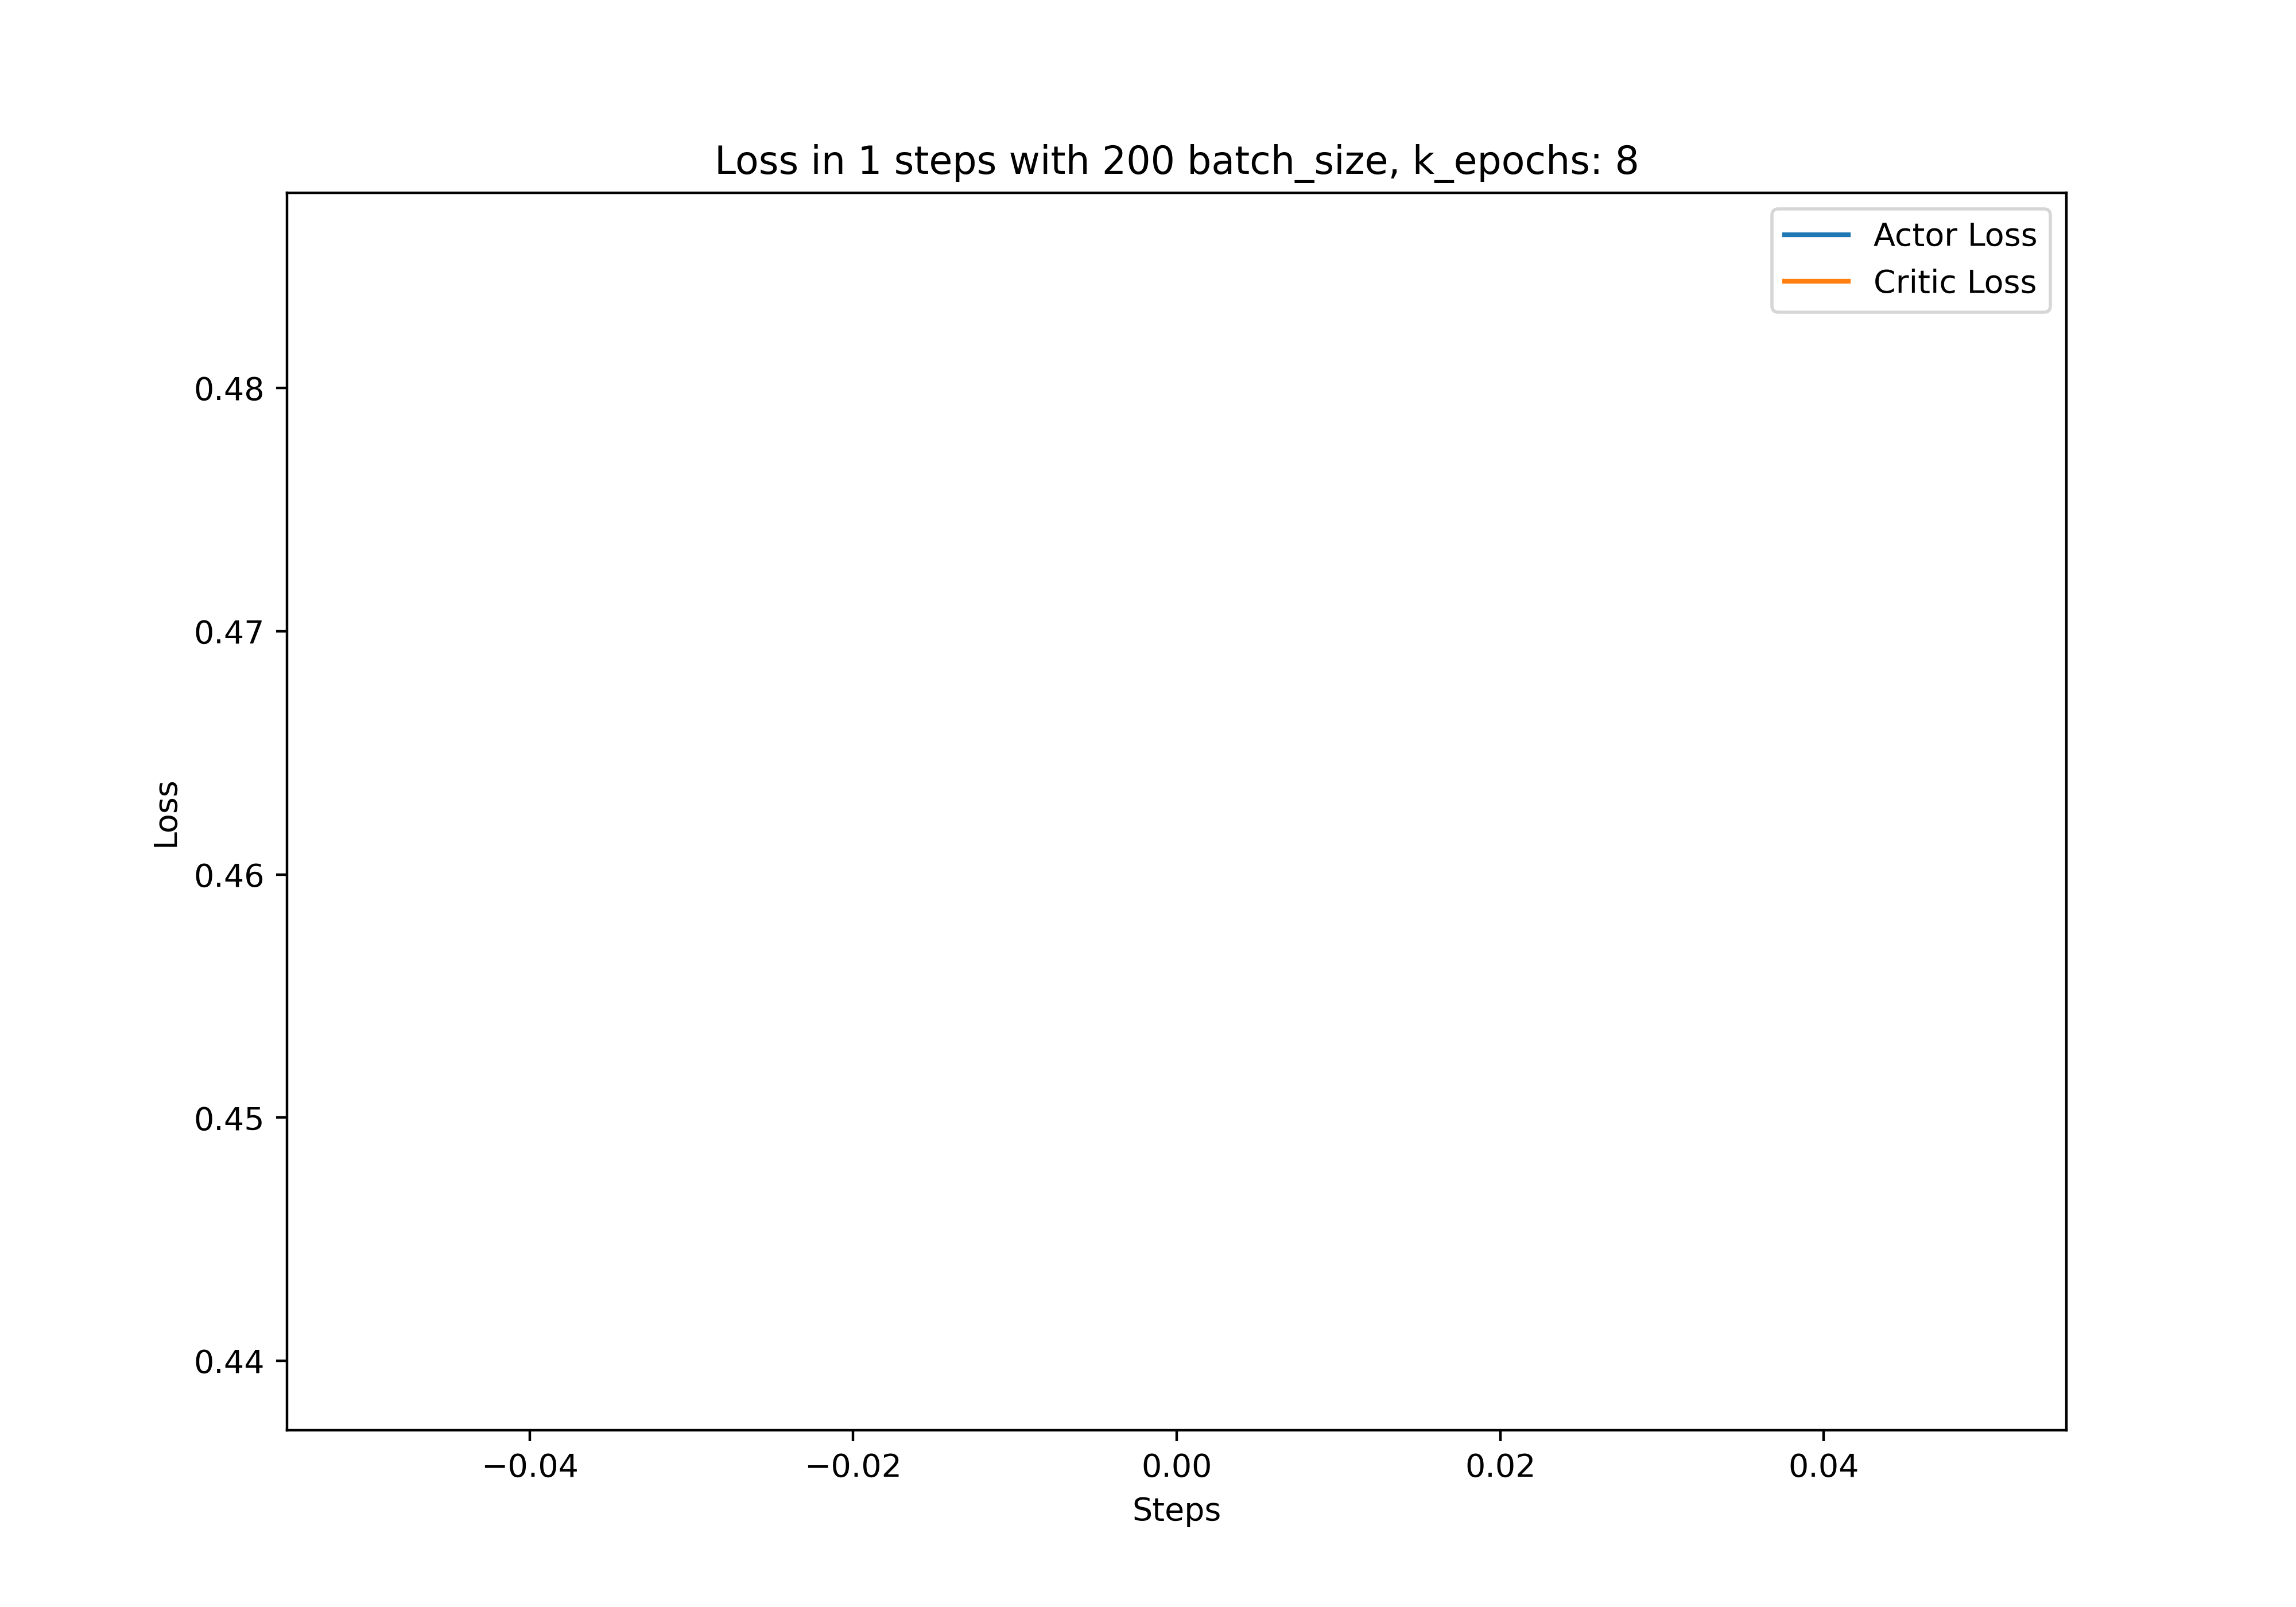 Loss in 1 steps with 200 batch_size, k_epochs: 8
Actor Loss
Critic Loss
0.48
0.47
0.46
0.45
0.44
Loss
−0.04
−0.02
0.00
0.02
0.04
Steps